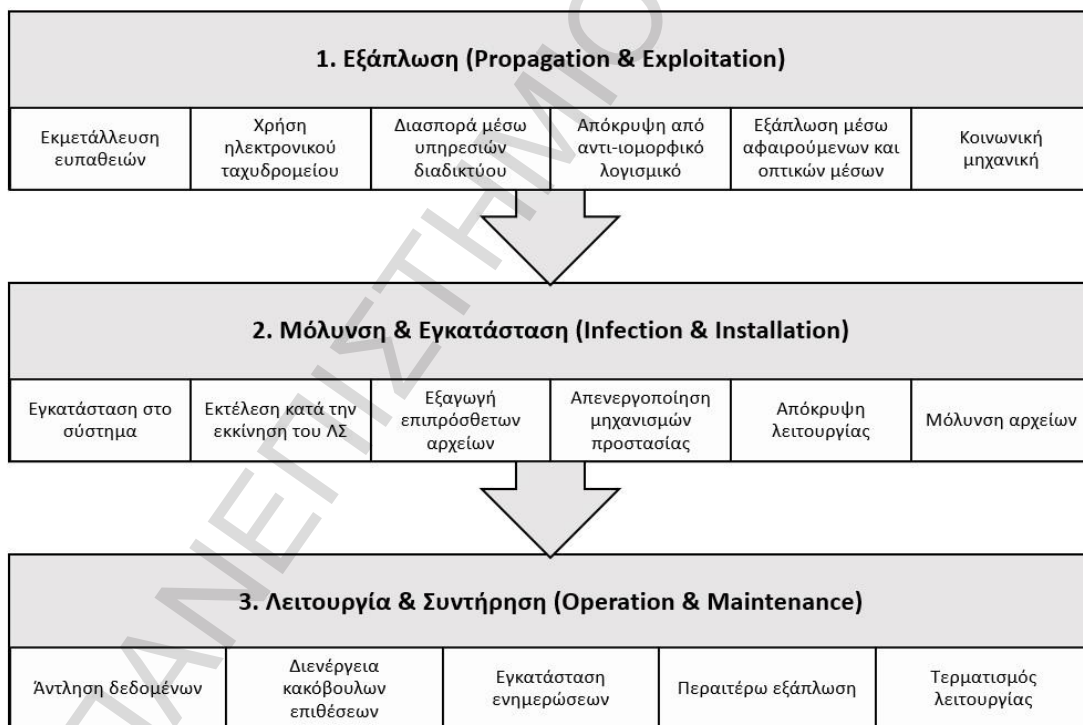 1. Εξάπλωση (Propagation & Exploitation)
Εκμετάλλευση
ευπαθειών
Χρήση
ηλεκτρονικού
ταχυδρομείου
Διασπορά μέσω
υπηρεσιών
διαδικτύου
Απόκρυψη από
αντι-ιομορφικό
λογισμικό
Εξάπλωση μέσω
αφαιρούμενων και
οπτικών μέσων
Κοινωνική
μηχανική
2. Μόλυνση & Εγκατάσταση (Infection & Installation)
Εγκατάσταση στο
σύστημα
Εκτέλεση κατά την
εκκίνηση του ΛΣ
Εξαγωγή
επιπρόσθετων
αρχείων
Απενεργοποίηση
μηχανισμών
προστασίας
Απόκρυψη
λειτουργίας
Μόλυνση αρχείων
3. Λειτουργία & Συντήρηση (Operation & Maintenance)
Άντληση δεδομένων
Διενέργεια
κακόβουλων
επιθέσεων
Εγκατάσταση
ενημερώσεων
Περαιτέρω εξάπλωση
Τερματισμός
λειτουργίας
ΠΑΝΕΠΙΣΤΗΜΙΟ